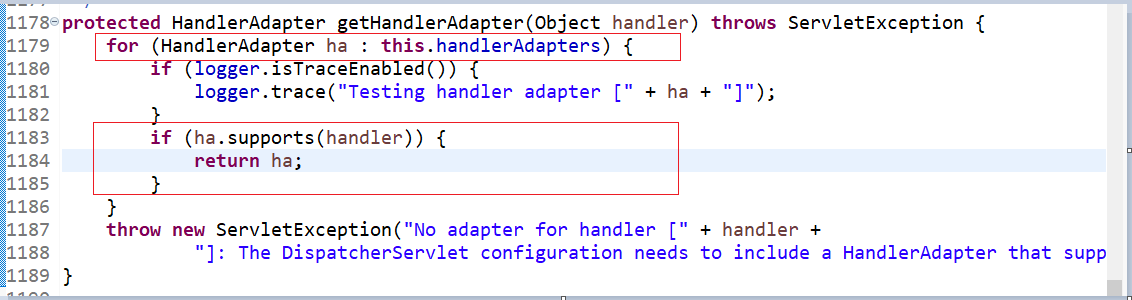 1178 protected HandlerAdapter getHandlerAdapter(Object handler) throws ServletException {
1179     for (HandlerAdapter ha : this.handlerAdapters) {
1180         if (logger.isTraceEnabled()) {
1181             logger.trace("Testing handler adapter [" + ha + "]");
1182         }
1183         if (ha.supports(handler)) {
1184             return ha;
1185         }
1186     }
1187     throw new ServletException("No adapter for handler [" + handler +
1188             "]: The DispatcherServlet configuration needs to include a HandlerAdapter that supp
1189 }